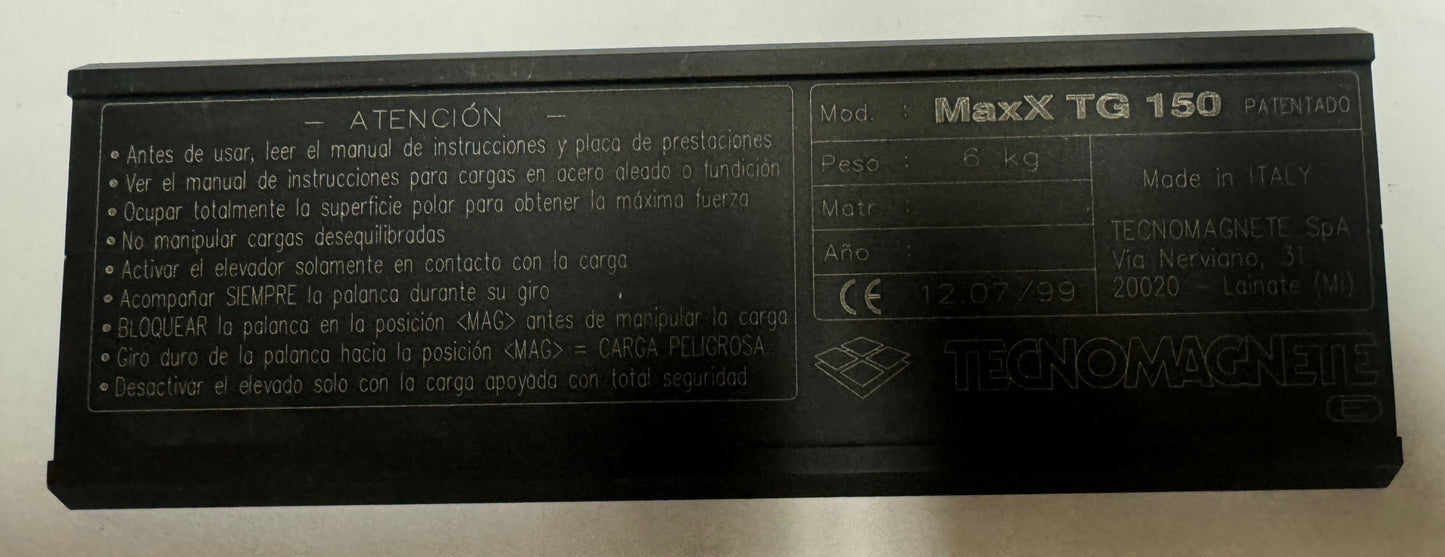 – ATENCIÓN –
• Antes de usar, leer el manual de instrucciones y placa de prestaciones
• Ver el manual de instrucciones para cargas en acero aleado o fundición
• Ocupar totalmente la superficie polar para obtener la máxima fuerza
• No manipular cargas desequilibradas
• Activar el elevador solamente en contacto con la carga
• Acompañar SIEMPRE la palanca durante su giro
• BLOQUEAR la palanca en la posición <MAG> antes de manipular la carga
• Giro duro de la palanca hacia la posición <MAG> = CARGA PELIGROSA
• Desactivar el elevado solo con la carga apoyada con total seguridad
Mod. : MaxX TG 150 PATENTADO
Peso : 6 kg
Matr. :
Año :
CE 12.07/99
Made in ITALY
TECNOMAGNETE SpA
Via Nerviano, 31
20020 – Lainate (Mi)
TECNOMAGNETE
E